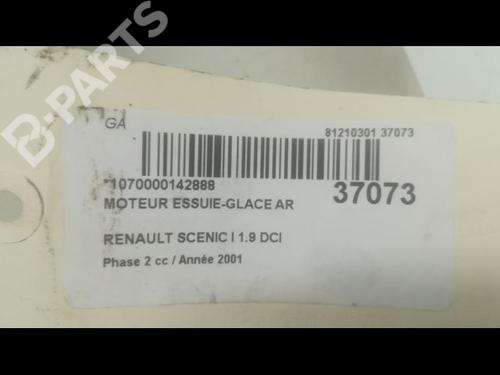 B-PARTS
GA
81210301 37073
*1070000142888
37073
MOTEUR ESSUIE-GLACE AR
RENAULT SCENIC I 1.9 DCI
Phase 2 cc / Année 2001